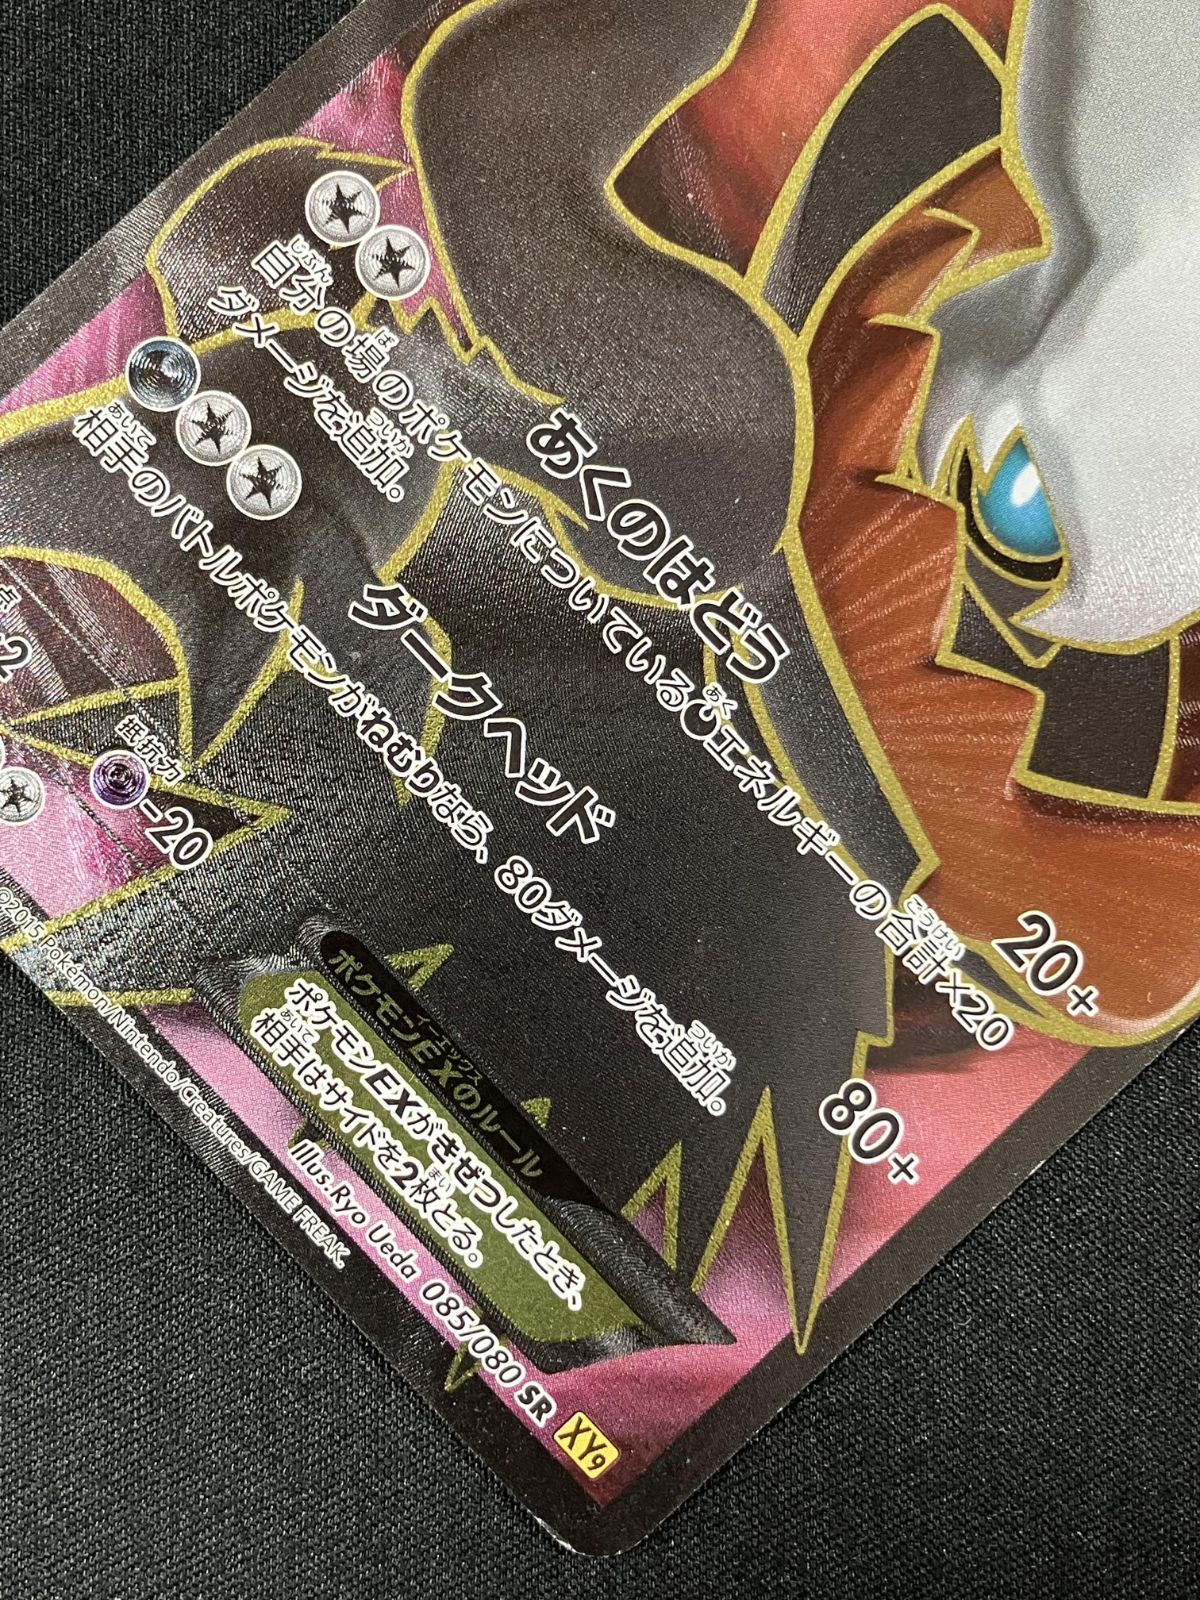 あくのはどう 20+
自分の場のポケモンについているエネルギーの合計×20
ダメージを追加。
ダークヘッド 80+
相手のバトルポケモンがねむりなら、80ダメージを追加。
抵抗力
-20
ポケモンEXのルール
ポケモンEXがきぜつしたとき、
相手はサイドを2枚とる。
Illus.Ryo Ueda 085/080 SR XY9
©2015 Pokémon/Nintendo/Creatures/GAME FREAK.